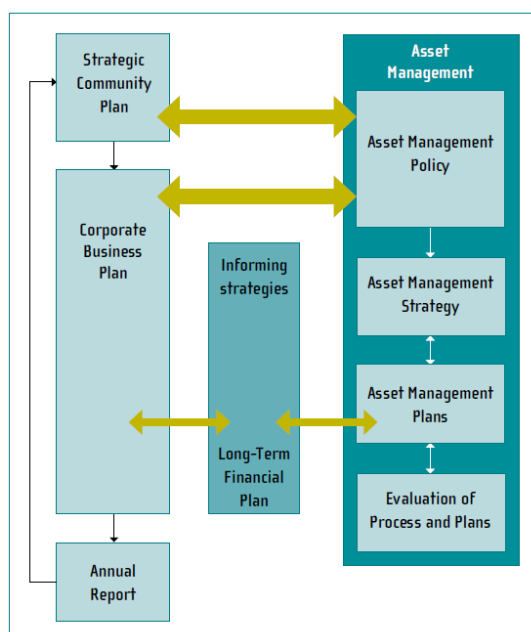 Strategic
Community
Plan
Corporate
Business
Plan
Annual
Report
Informing
strategies
Long-Term
Financial
Plan
Asset
Management
Asset Management
Policy
Asset Management
Strategy
Asset Management
Plans
Evaluation of
Process and Plans